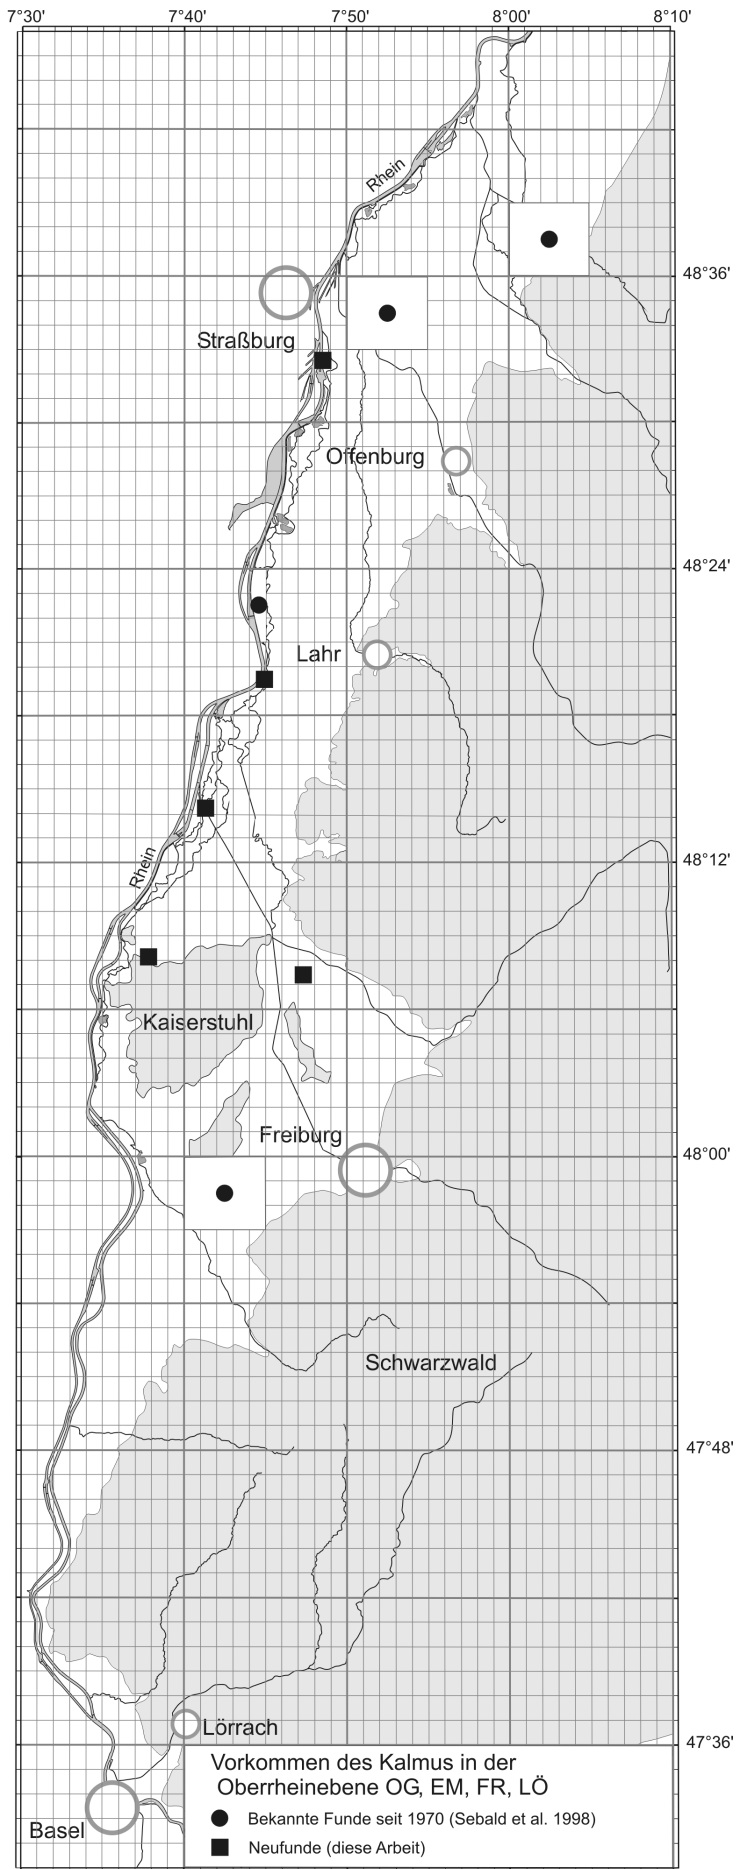 7°30' 7°40' 7°50' 8°00' 8°10'
Rhein
48°36'
Straßburg
Offenburg
48°24'
Lahr
Rhein
48°12'
Kaiserstuhl
Freiburg
48°00'
Schwarzwald
47°48'
Lörrach
47°36'
Vorkommen des Kalmus in der
Oberrheinebene OG, EM, FR, LÖ
Bekannte Funde seit 1970 (Sebald et al. 1998)
Basel
Neufunde (diese Arbeit)